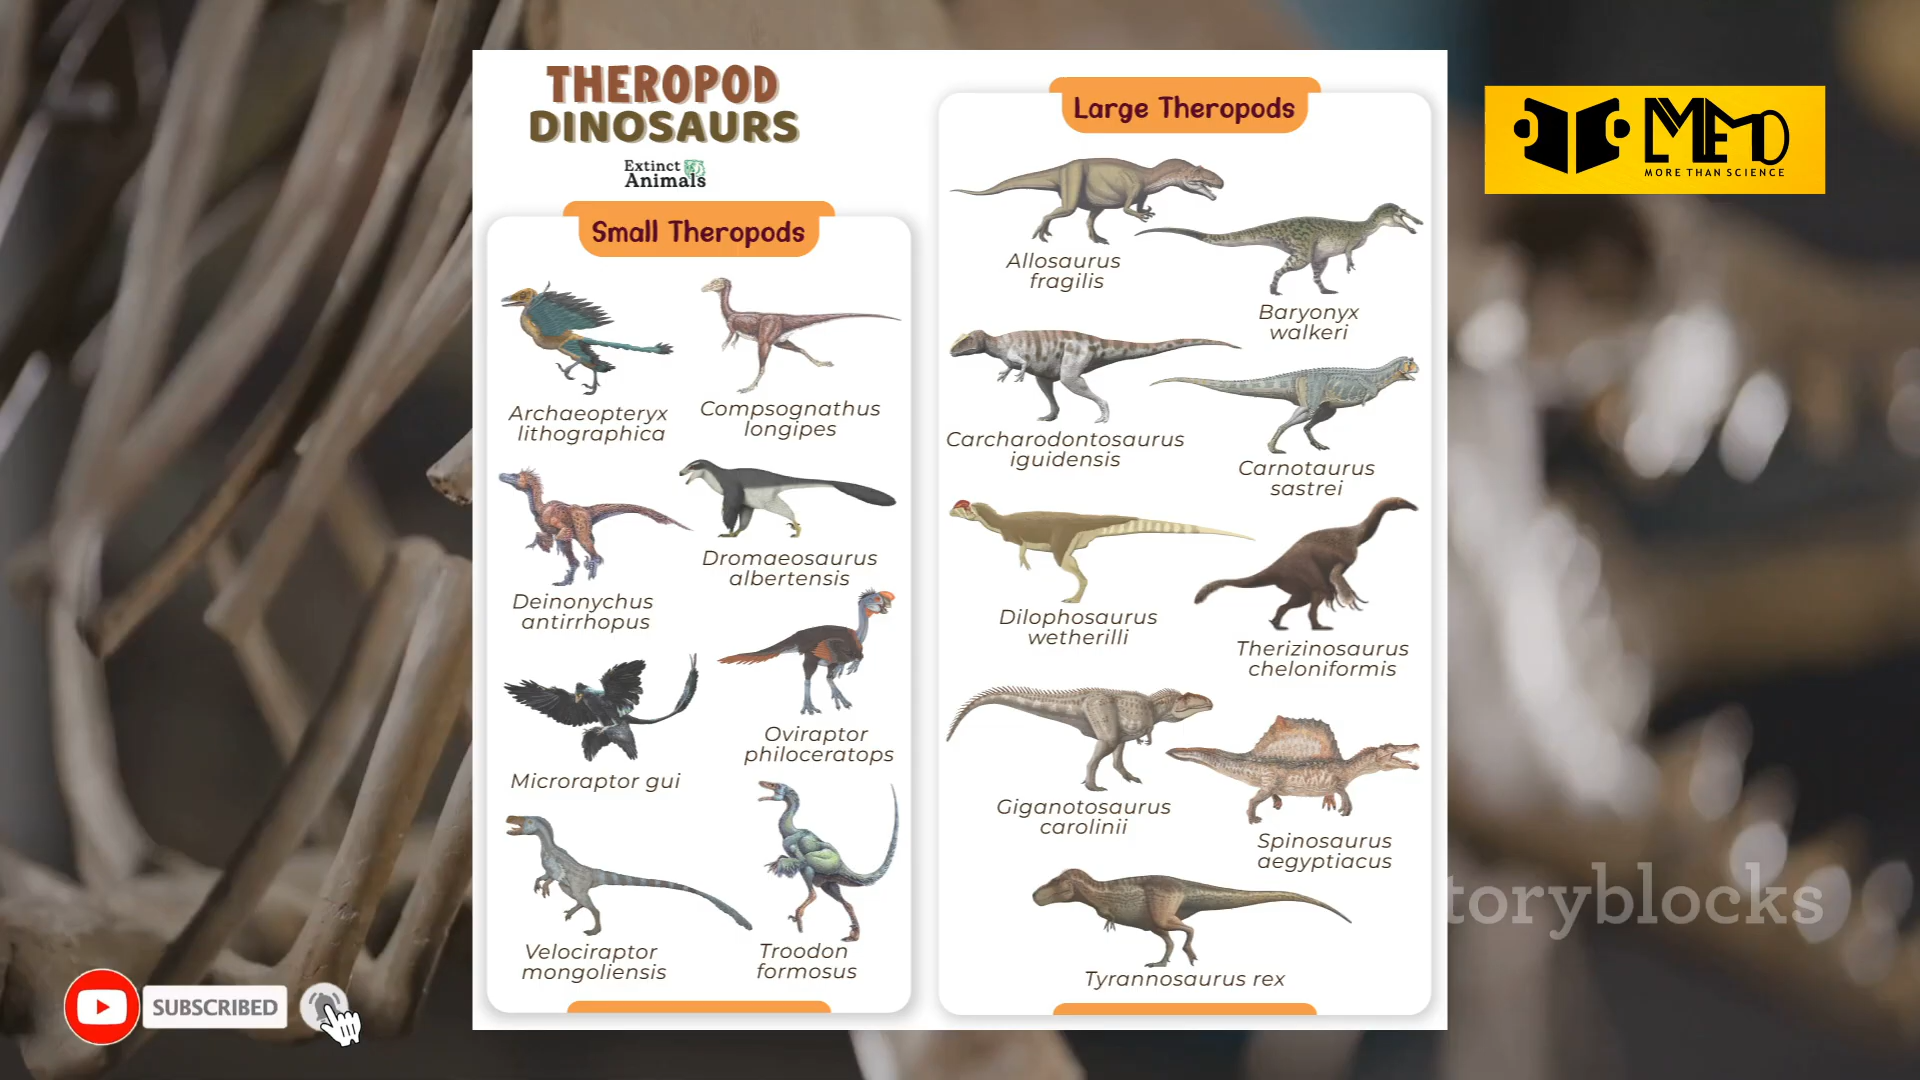 THEROPOD
DINOSAURS
Extinct
Animals
Small Theropods
Archaeopteryx
lithographica
Compsognathus
longipes
Deinonychus
antirrhopus
Dromaeosaurus
albertensis
Microraptor gui
Oviraptor
philoceratops
Velociraptor
mongoliensis
Troodon
formosus
Large Theropods
Allosaurus
fragilis
Baryonyx
walkeri
Carcharodontosaurus
iguidensis
Carnotaurus
sastrei
Dilophosaurus
wetherilli
Therizinosaurus
cheloniformis
Giganotosaurus
carolinii
Spinosaurus
aegyptiacus
Tyrannosaurus rex
MEMO
MORE THAN SCIENCE
toryblocks
SUBSCRIBED